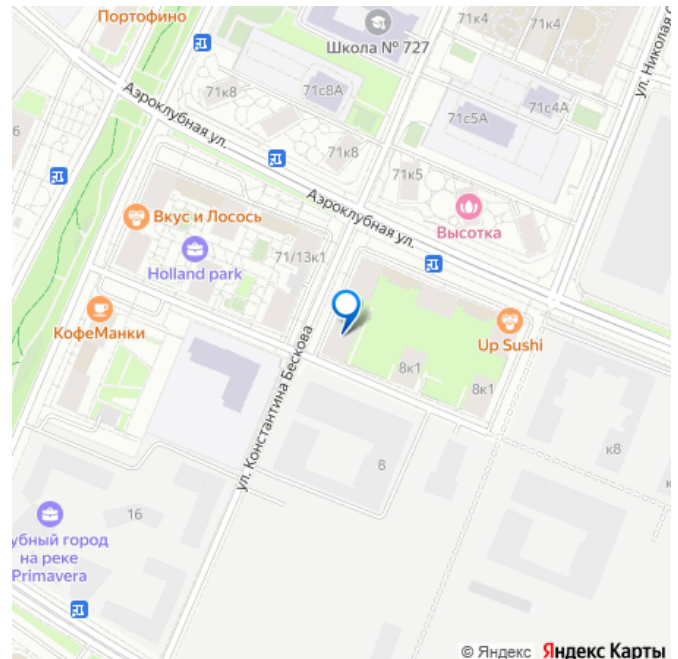 Портофино
71к4
71к4
Школа № 727
ул. Николая С
71к8
71с8А
71с4А
71с5А
Аэроклубная ул.
71к8
71к5
6
Вкус и Лосось
Аэроклубная ул.
Высотка
71/13к1
Holland park
КофеМанки
Up Sushi
8к1
8к1
ул. Константина Бескова
к8
8
16
убный город
на реке
Primavera
© Яндекс Яндекс Карты